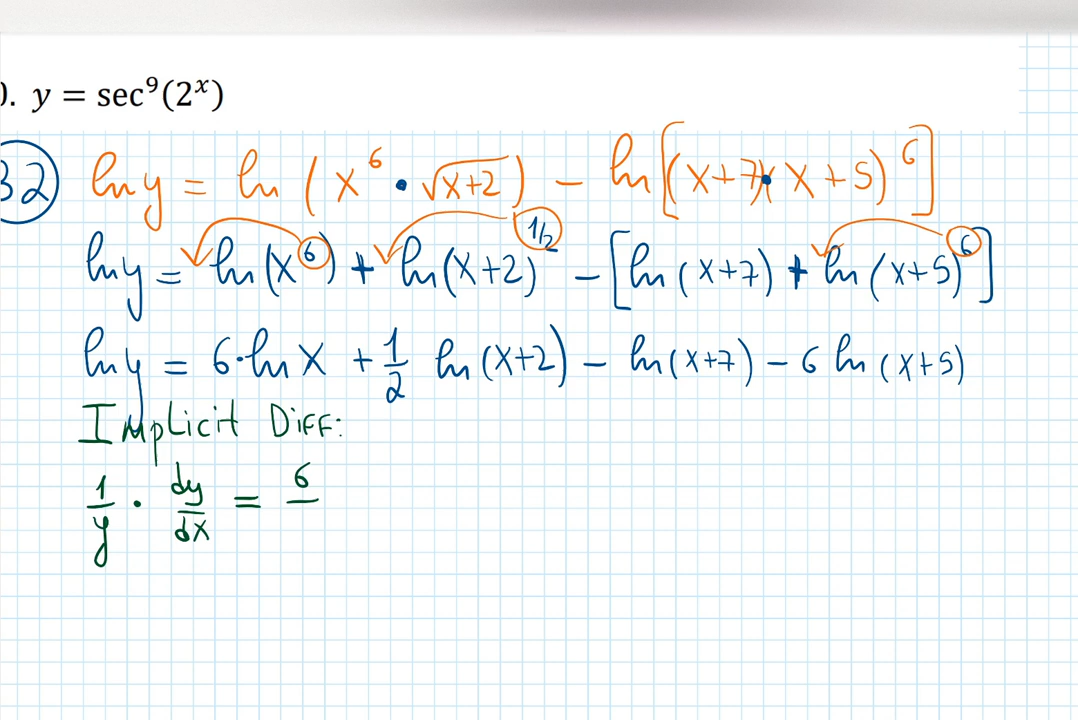 ). y = sec⁹(2ˣ)
32 ln y = ln (x⁶ · √(x+2)) − ln [(x+7)·(x+5)⁶]
ln y = ln(x⁶) + ln(x+2)^(1/2) − [ln(x+7) + ln(x+5)⁶]
ln y = 6·ln x + 1/2 ln(x+2) − ln(x+7) − 6 ln(x+5)
Implicit Diff:
1/y · dy/dx = 6